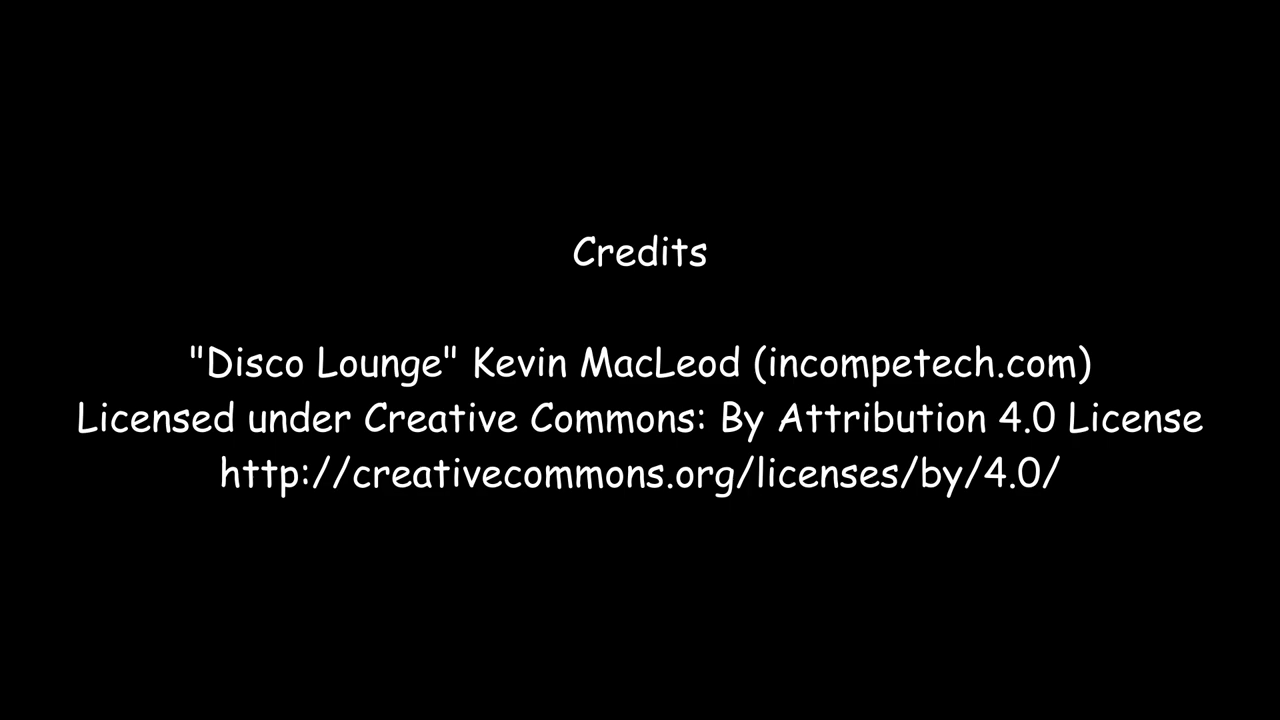 Credits
"Disco Lounge" Kevin MacLeod (incompetech.com)
Licensed under Creative Commons: By Attribution 4.0 License
http://creativecommons.org/licenses/by/4.0/